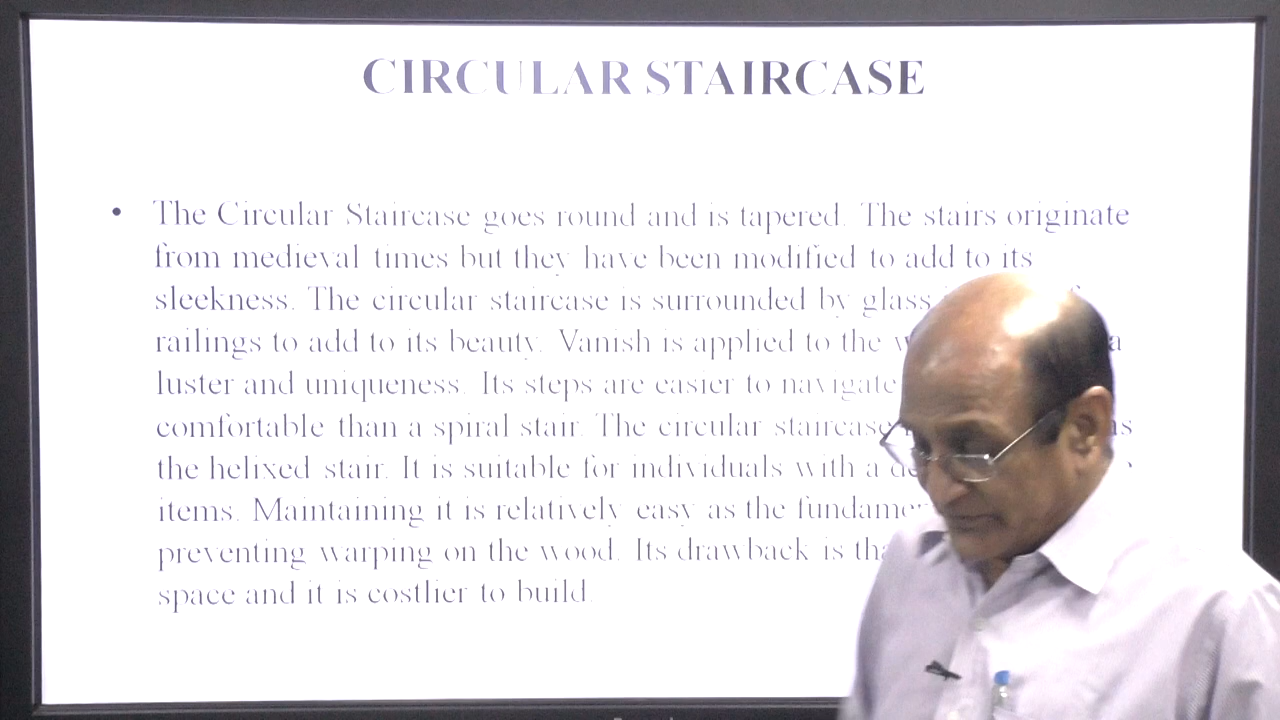 CIRCULAR STAIRCASE
• The Circular Staircase goes round and is tapered. The stairs originate
from medieval times but they have been modified to add to its
sleekness. The circular staircase is surrounded by glass
railings to add to its beauty. Vanish is applied to the a
luster and uniqueness. Its steps are easier to navigate
comfortable than a spiral stair. The circular staircase
the helixed stair. It is suitable for individuals with a
items. Maintaining it is relatively easy as the
preventing warping on the wood. Its drawback is
space and it is costlier to build.